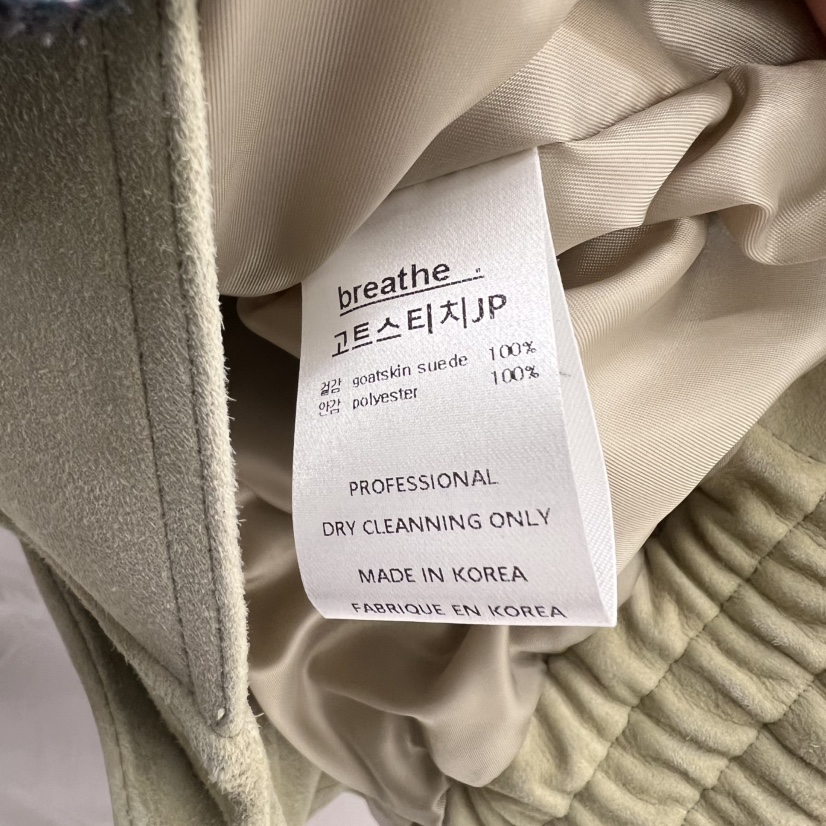 breathe
고트스티치JP
겉감 goatskin suede 100%
안감 polyester 100%
PROFESSIONAL
DRY CLEANNING ONLY
MADE IN KOREA
FABRIQUE EN KOREA